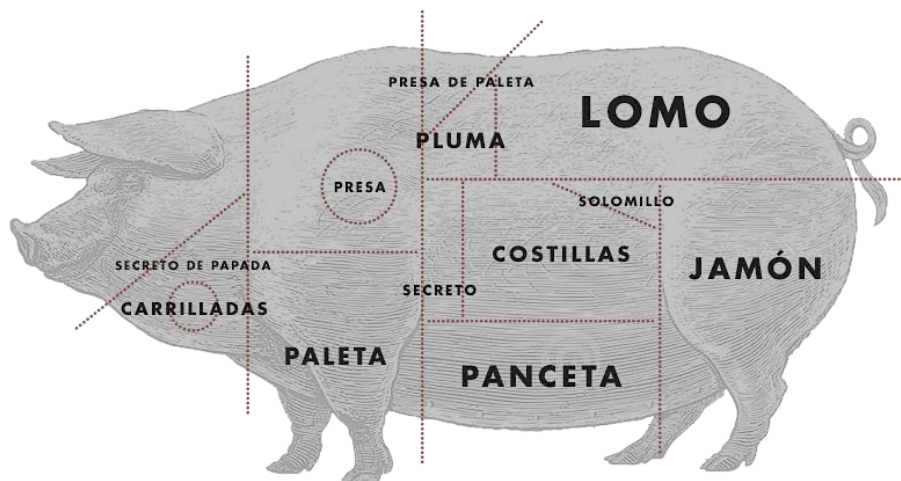 PRESA DE PALETA
LOMO
PLUMA
PRESA
SOLOMILLO
COSTILLAS
SECRETO DE PAPADA
JAMÓN
SECRETO
CARRILLADAS
PALETA
PANCETA